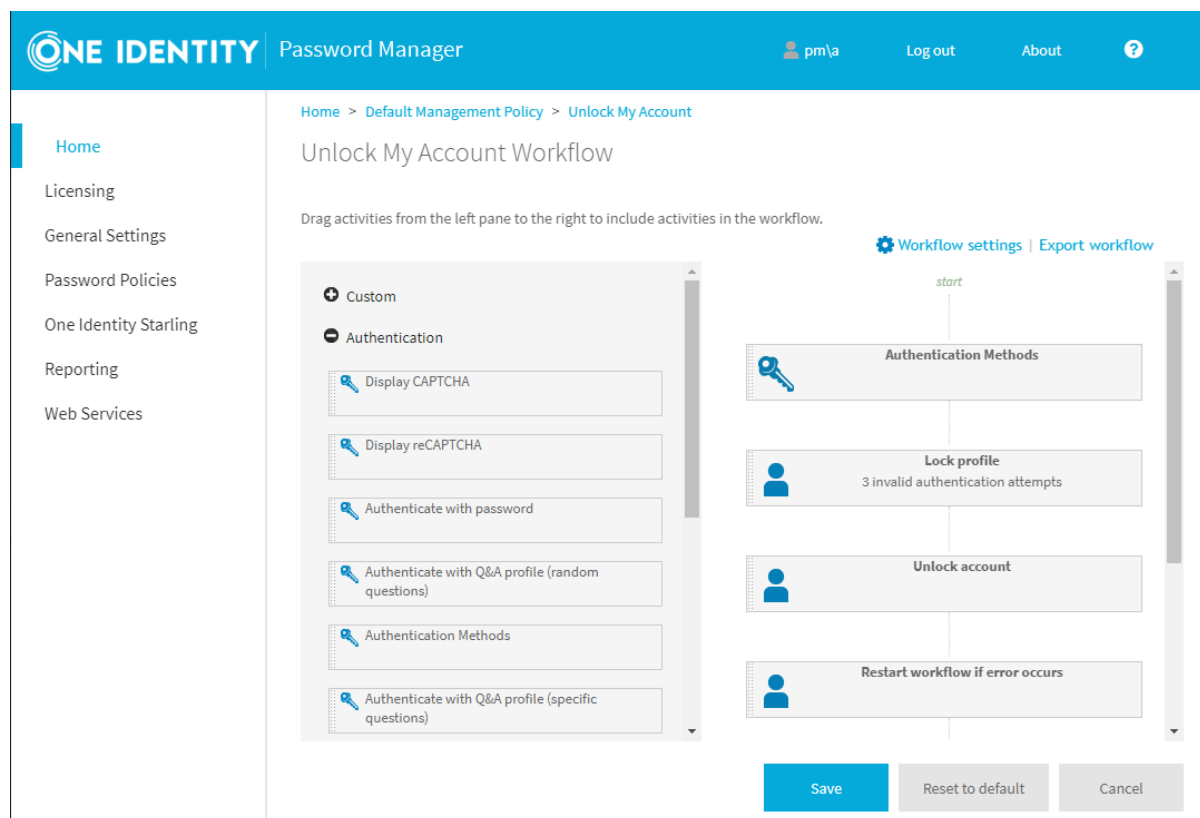 ONE IDENTITY Password Manager
pm\a Log out About ?
Home > Default Management Policy > Unlock My Account
Home
Licensing
General Settings
Password Policies
One Identity Starling
Reporting
Web Services
Unlock My Account Workflow
Drag activities from the left pane to the right to include activities in the workflow.
Workflow settings | Export workflow
Custom
Authentication
Display CAPTCHA
Display reCAPTCHA
Authenticate with password
Authenticate with Q&A profile (random
questions)
Authentication Methods
Authenticate with Q&A profile (specific
questions)
start
Authentication Methods
Lock profile
3 invalid authentication attempts
Unlock account
Restart workflow if error occurs
Save Reset to default Cancel